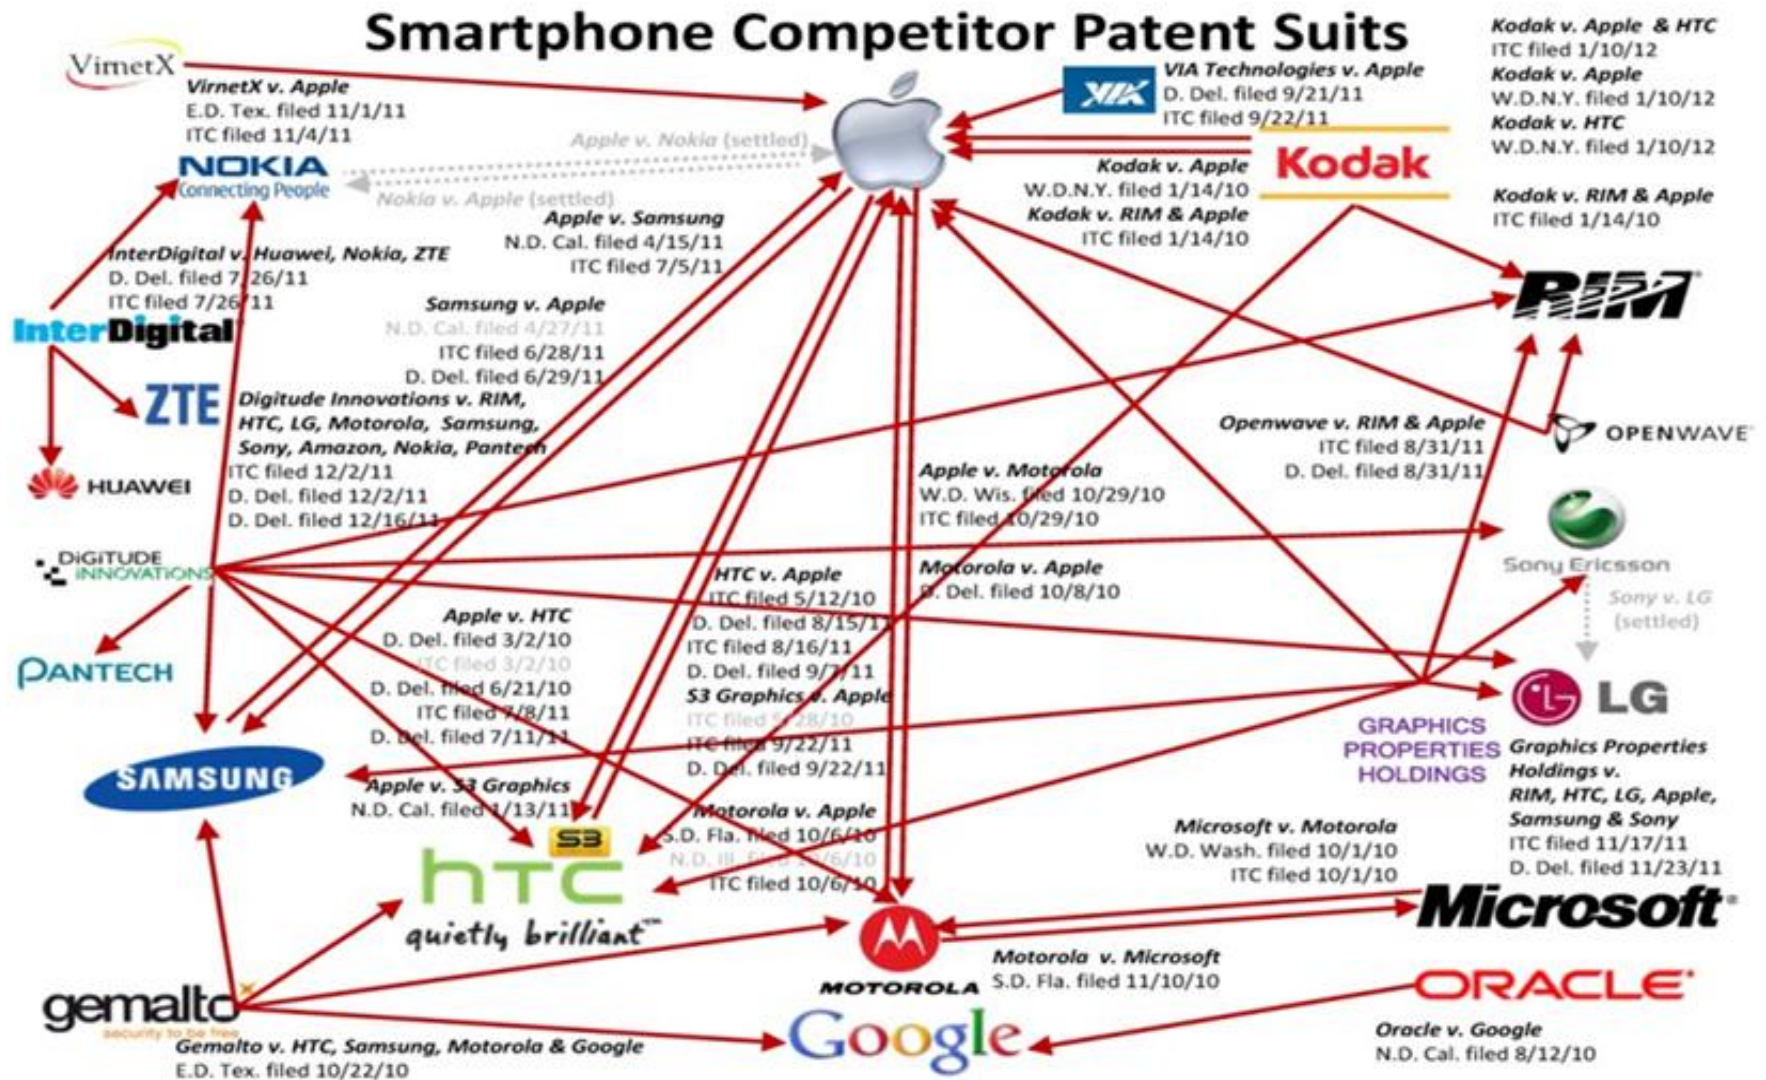 Smartphone Competitor Patent Suits
VirnetX
VirnetX v. Apple
E.D. Tex. filed 11/1/11
ITC filed 11/4/11
NOKIA
Connecting People
Apple v. Nokia (settled)
Nokia v. Apple (settled)
VIA
VIA Technologies v. Apple
D. Del. filed 9/21/11
ITC filed 9/22/11
Kodak
Kodak v. Apple
W.D.N.Y. filed 1/14/10
Kodak v. RIM & Apple
ITC filed 1/14/10
Kodak v. Apple & HTC
ITC filed 1/10/12
Kodak v. Apple
W.D.N.Y. filed 1/10/12
Kodak v. HTC
W.D.N.Y. filed 1/10/12
Kodak v. RIM & Apple
ITC filed 1/14/10
Apple v. Samsung
N.D. Cal. filed 4/15/11
ITC filed 7/5/11
InterDigital v. Huawei, Nokia, ZTE
D. Del. filed 7/26/11
ITC filed 7/26/11
InterDigital
Samsung v. Apple
N.D. Cal. filed 4/27/11
ITC filed 6/28/11
D. Del. filed 6/29/11
RIM
ZTE
HUAWEI
Digitude Innovations v. RIM,
HTC, LG, Motorola, Samsung,
Sony, Amazon, Nokia, Pantech
ITC filed 12/2/11
D. Del. filed 12/2/11
D. Del. filed 12/16/11
Openwave v. RIM & Apple
ITC filed 8/31/11
D. Del. filed 8/31/11
OPENWAVE
Apple v. Motorola
W.D. Wis. filed 10/29/10
ITC filed 10/29/10
DiGiTUDE
iNNOVATiONS
Sony Ericsson
Sony v. LG
(settled)
HTC v. Apple
ITC filed 5/12/10
D. Del. filed 8/15/11
ITC filed 8/16/11
D. Del. filed 9/7/11
S3 Graphics v. Apple
ITC filed 5/28/10
ITC filed 9/22/11
D. Del. filed 9/22/11
Motorola v. Apple
D. Del. filed 10/8/10
Apple v. HTC
D. Del. filed 3/2/10
ITC filed 3/2/10
D. Del. filed 6/21/10
ITC filed 7/8/11
D. Del. filed 7/11/11
PANTECH
LG
LG
GRAPHICS
PROPERTIES
HOLDINGS
Graphics Properties
Holdings v.
RIM, HTC, LG, Apple,
Samsung & Sony
ITC filed 11/17/11
D. Del. filed 11/23/11
SAMSUNG
Apple v. S3 Graphics
N.D. Cal. filed 1/13/11
S3
hTC
quietly brilliant™
Motorola v. Apple
S.D. Fla. filed 10/6/10
N.D. Ill. filed 10/6/10
ITC filed 10/6/10
Microsoft v. Motorola
W.D. Wash. filed 10/1/10
ITC filed 10/1/10
Microsoft
MOTOROLA
Motorola v. Microsoft
S.D. Fla. filed 11/10/10
gemalto
security to be free
Gemalto v. HTC, Samsung, Motorola & Google
E.D. Tex. filed 10/22/10
Google
ORACLE
Oracle v. Google
N.D. Cal. filed 8/12/10